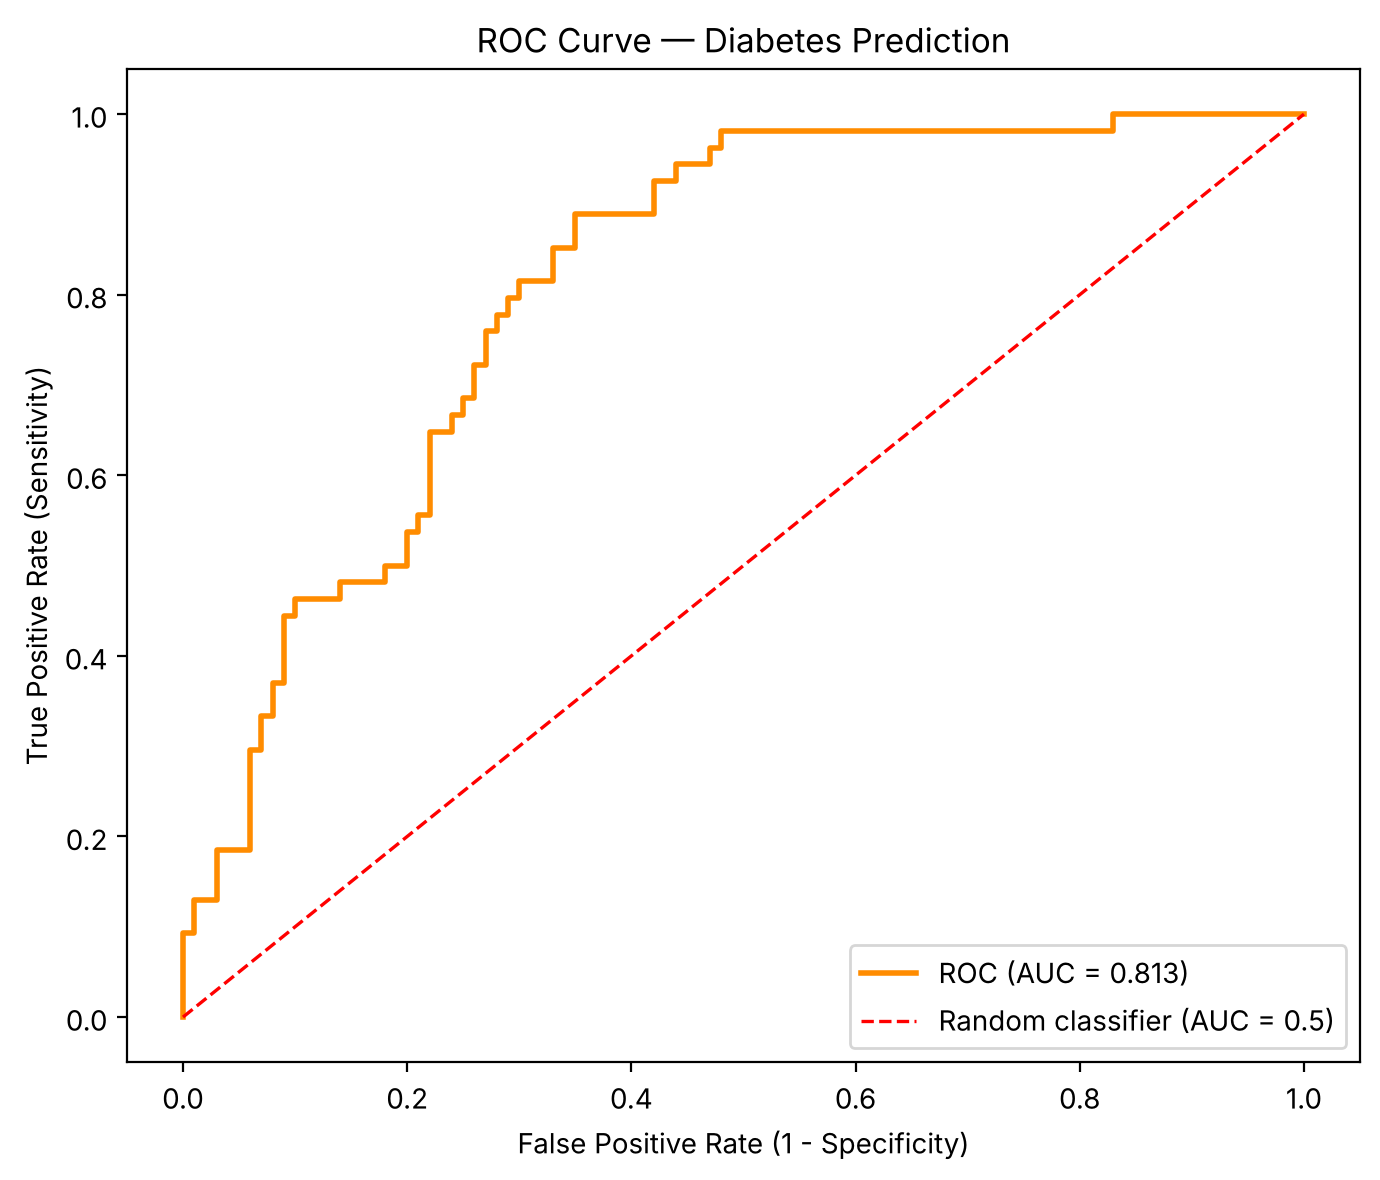 ROC Curve — Diabetes Prediction
1.0
0.8
0.6
0.4
0.2
0.0
True Positive Rate (Sensitivity)
ROC (AUC = 0.813)
Random classifier (AUC = 0.5)
0.0 0.2 0.4 0.6 0.8 1.0
False Positive Rate (1 - Specificity)